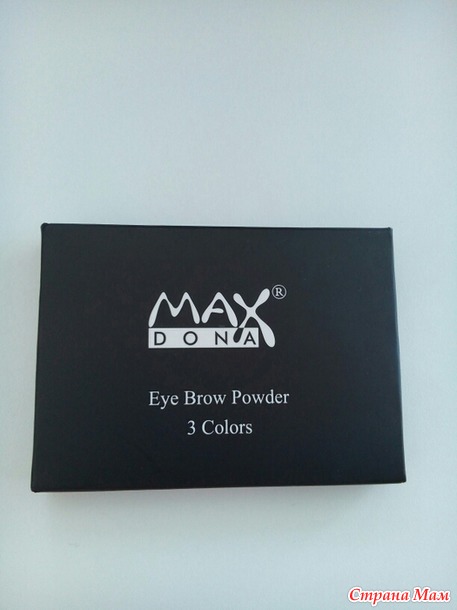 MAX®
DONA
Eye Brow Powder
3 Colors
Страна Мам